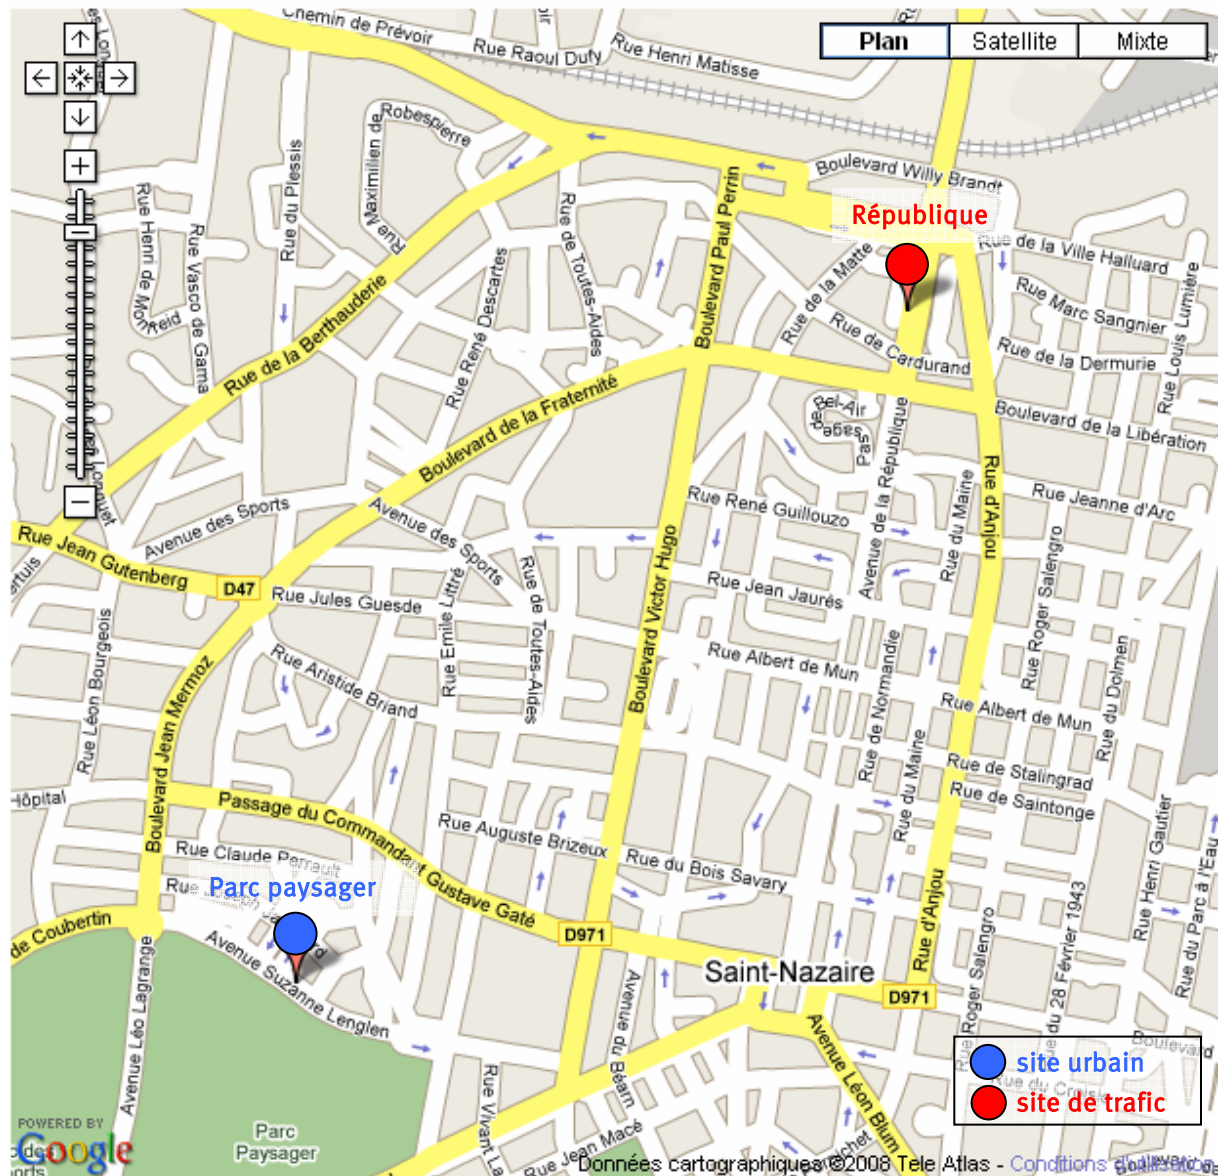 Chemin de Prévoir
Rue Raoul Dufy
Rue Henri Matisse
Plan
Satellite
Mixte
Robespierre
Rue Maximilien de
Boulevard Willy Brandt
République
Rue du Plessis
Rue Henri de Monfreid
Rue Vasco de Gama
Rue de Toutes-Aides
Boulevard Paul Perrin
Rue de la Matte
Rue de la Ville Halluard
Rue Marc Sangnier
Rue Louis Lumière
Rue de la Berthauderie
Rue René Descartes
Rue de Cardurand
Rue de la Dermurie
Boulevard de la Fraternité
Bel-Air
Passage de
Boulevard de la Libération
Avenue des Sports
Avenue des Sports
Rue René Guillouzo
Avenue de la République
Rue du Maine
Rue d'Anjou
Rue Jeanne d'Arc
Rue Jean Gutenberg
D47
Rue Jules Guesde
Rue Emile Littré
Rue de Toutes-Aides
Boulevard Victor Hugo
Rue Jean Jaurès
Rue Roger Salengro
Rue Léon Bourgeois
Rue Aristide Briand
Rue Albert de Mun
Rue de Normandie
Rue du Dolmen
Boulevard Jean Mermoz
Rue Albert de Mun
Rue de Stalingrad
Rue de Saintonge
Rue du Maine
Hôpital
Passage du Commandant Gustave Gaté
Rue Auguste Brizeux
Rue du Bois Savary
Rue Henri Gautier
Rue du Parc à l'Eau
Rue Claude Perrault
Parc paysager
de Coubertin
D971
Rue d'Anjou
Rue Roger Salengro
Rue du 28 Février 1943
Avenue Suzanne Lenglen
Avenue Léo Lagrange
Saint-Nazaire
D971
Avenue du Béarn
Avenue Léon Blum
Boulevard
site urbain
site de trafic
Rue Jean Macé
Parc
Paysager
POWERED BY
Google
Données cartographiques ©2008 Tele Atlas - Conditions d'utilisation